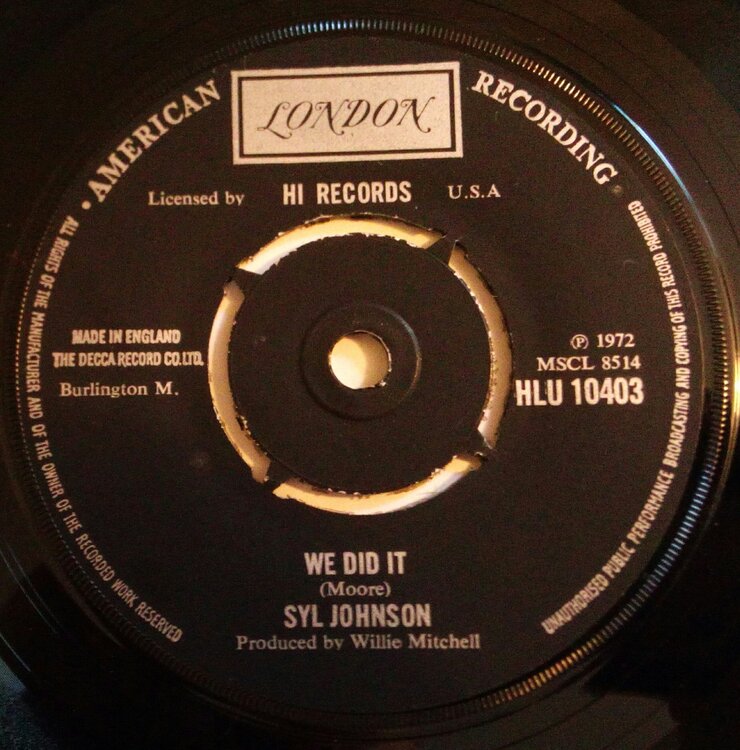 LONDON
• AMERICAN RECORDING •
Licensed by HI RECORDS U.S.A
MADE IN ENGLAND
THE DECCA RECORD CO. LTD.
Burlington M.
Ⓟ 1972
MSCL 8514
HLU 10403
WE DID IT
(Moore)
SYL JOHNSON
Produced by Willie Mitchell
ALL RIGHTS OF THE MANUFACTURER AND OF THE OWNER OF THE RECORDED WORK RESERVED
UNAUTHORISED PUBLIC PERFORMANCE BROADCASTING AND COPYING OF THIS RECORD PROHIBITED